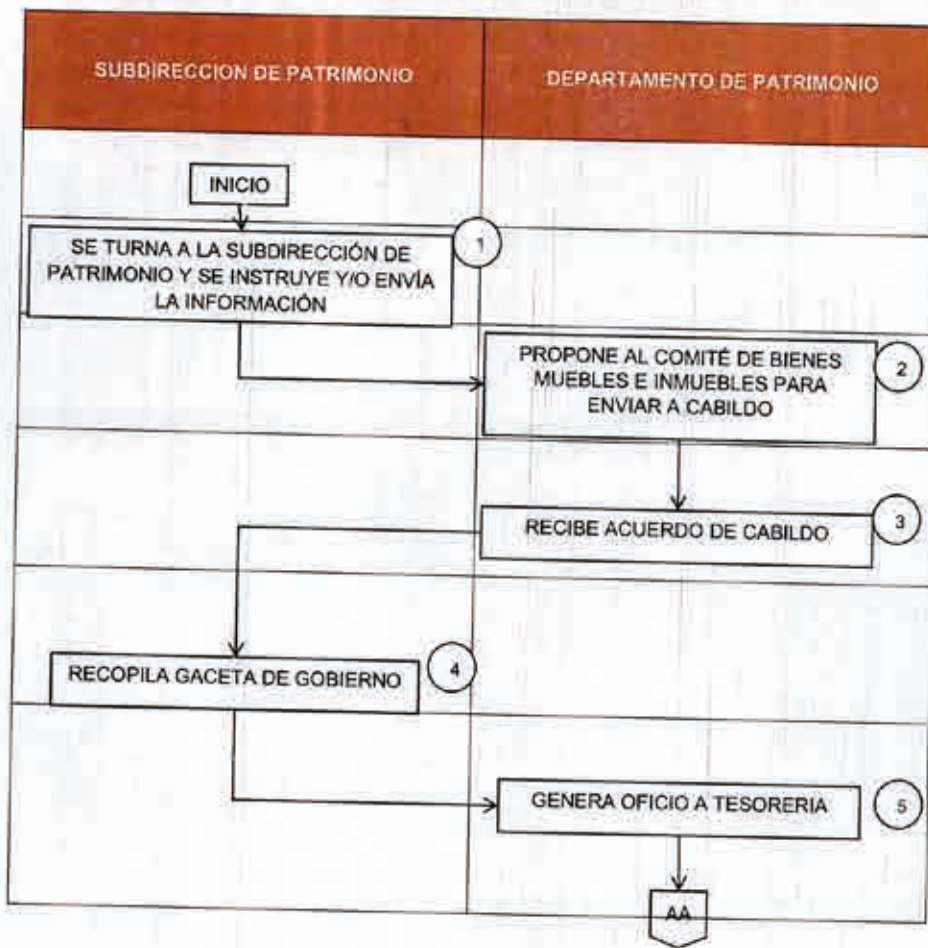 SUBDIRECCION DE PATRIMONIO
DEPARTAMENTO DE PATRIMONIO
INICIO
SE TURNA A LA SUBDIRECCIÓN DE
PATRIMONIO Y SE INSTRUYE Y/O ENVÍA
LA INFORMACIÓN
1
PROPONE AL COMITÉ DE BIENES
MUEBLES E INMUEBLES PARA
ENVIAR A CABILDO
2
RECIBE ACUERDO DE CABILDO
3
RECOPILA GACETA DE GOBIERNO
4
GENERA OFICIO A TESORERIA
5
AA